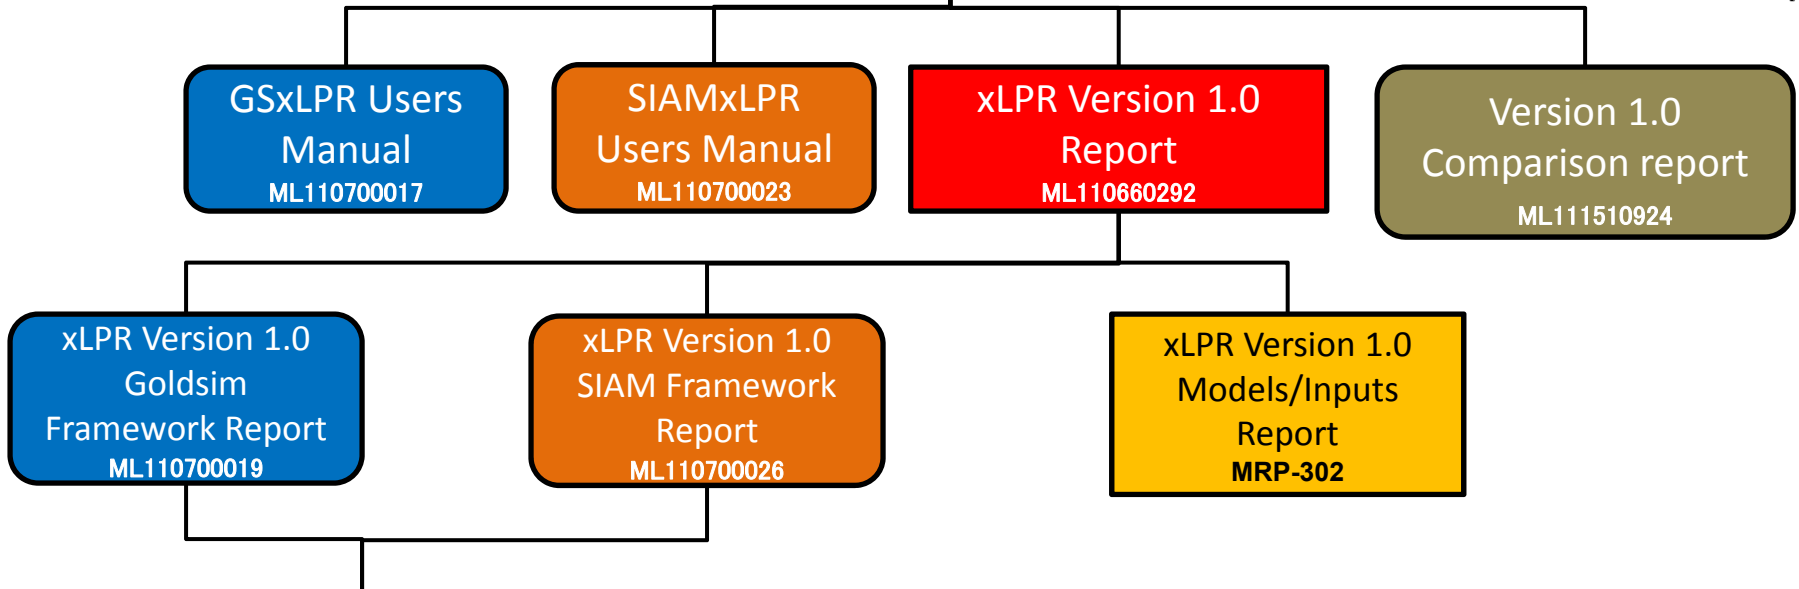 GSxLPR Users
Manual
ML110700017
SIAMxLPR
Users Manual
ML110700023
xLPR Version 1.0
Report
ML110660292
Version 1.0
Comparison report
ML111510924
xLPR Version 1.0
Goldsim
Framework Report
ML110700019
xLPR Version 1.0
SIAM Framework
Report
ML110700026
xLPR Version 1.0
Models/Inputs
Report
MRP-302